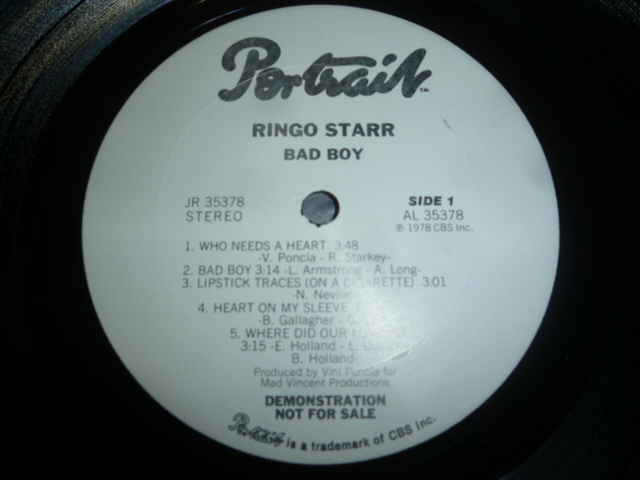 Portrait™
RINGO STARR
BAD BOY
JR 35378
STEREO
SIDE 1
AL 35378
℗ 1978 CBS Inc.
1. WHO NEEDS A HEART 3:48
-V. Poncia - R. Starkey-
2. BAD BOY 3:14 -L. Armstrong - A. Long-
3. LIPSTICK TRACES (ON A CIGARETTE) 3:01
-N. Neville-
4. HEART ON MY SLEEVE
-B. Gallagher -
5. WHERE DID OUR
3:15 -E. Holland - L.
B. Holland-
Produced by Vini Poncia for
Mad Vincent Productions
DEMONSTRATION
NOT FOR SALE
Portrait is a trademark of CBS Inc.